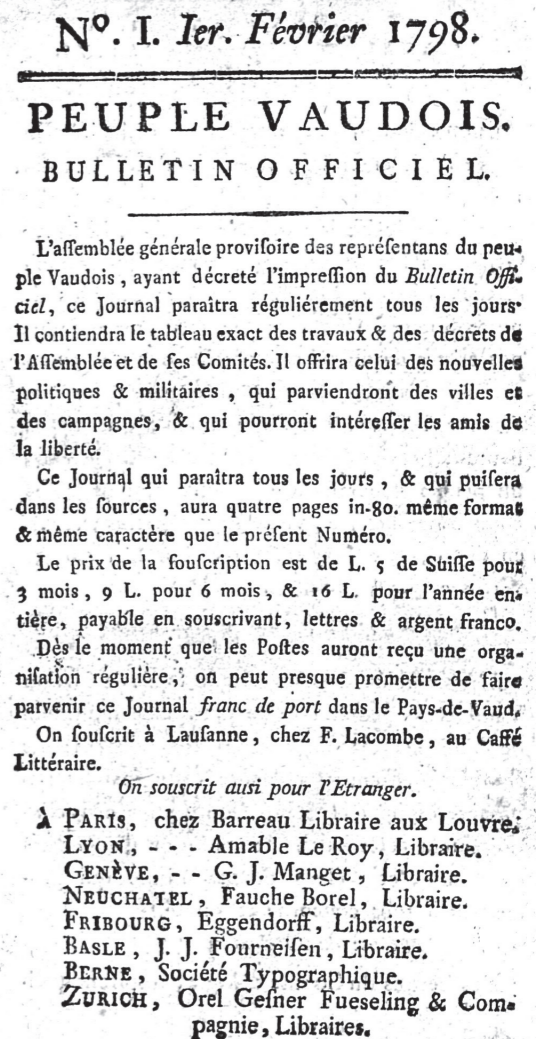 Nº. I. Ier. Février 1798.
PEUPLE VAUDOIS.
BULLETIN OFFICIEL.
L'aſſemblée générale proviſoire des repréſentans du peu-
ple Vaudois, ayant décreté l'impreſſion du Bulletin Offi-
ciel, ce Journal paraîtra réguliérement tous les jours.
Il contiendra le tableau exact des travaux & des décrets de
l'Aſſemblée et de ſes Comités. Il offrira celui des nouvelles
politiques & militaires, qui parviendront des villes et
des campagnes, & qui pourront intéreſſer les amis de
la liberté.
Ce Journal qui paraîtra tous les jours, & qui puiſera
dans les ſources, aura quatre pages in-80. même format
& même caractère que le préſent Numéro.
Le prix de la ſouſcription est de L. 5 de Suiſſe pour
3 mois, 9 L. pour 6 mois, & 16 L. pour l'année en-
tière, payable en souscrivant, lettres & argent franco.
Dès le moment que les Poſtes auront reçu une orga-
niſation régulière, on peut presque promettre de faire
parvenir ce Journal franc de port dans le Pays-de-Vaud.
On ſouſcrit à Lauſanne, chez F. Lacombe, au Caffé
Littéraire.
On souscrit ausi pour l'Etranger.
À PARIS, chez Barreau Libraire aux Louvre.
LYON, - - - Amable Le Roy, Libraire.
GENÈVE, - - G. J. Manget, Libraire.
NEUCHATEL, Fauche Borel, Libraire.
FRIBOURG, Eggendorff, Libraire.
BASLE, J. J. Fourneiſen, Libraire.
BERNE, Société Typographique.
ZURICH, Orel Geſner Fueseling & Com-
pagnie, Libraires.